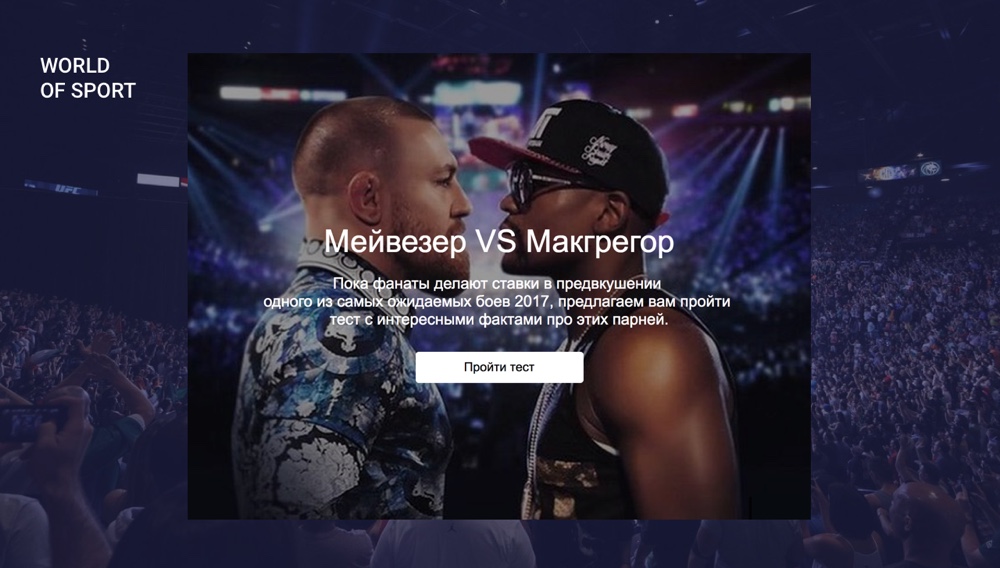 WORLD
OF SPORT
UFC
Мейвезер VS Макгрегор
Пока фанаты делают ставки в предвкушении
одного из самых ожидаемых боев 2017, предлагаем вам пройти
тест с интересными фактами про этих парней.
Пройти тест